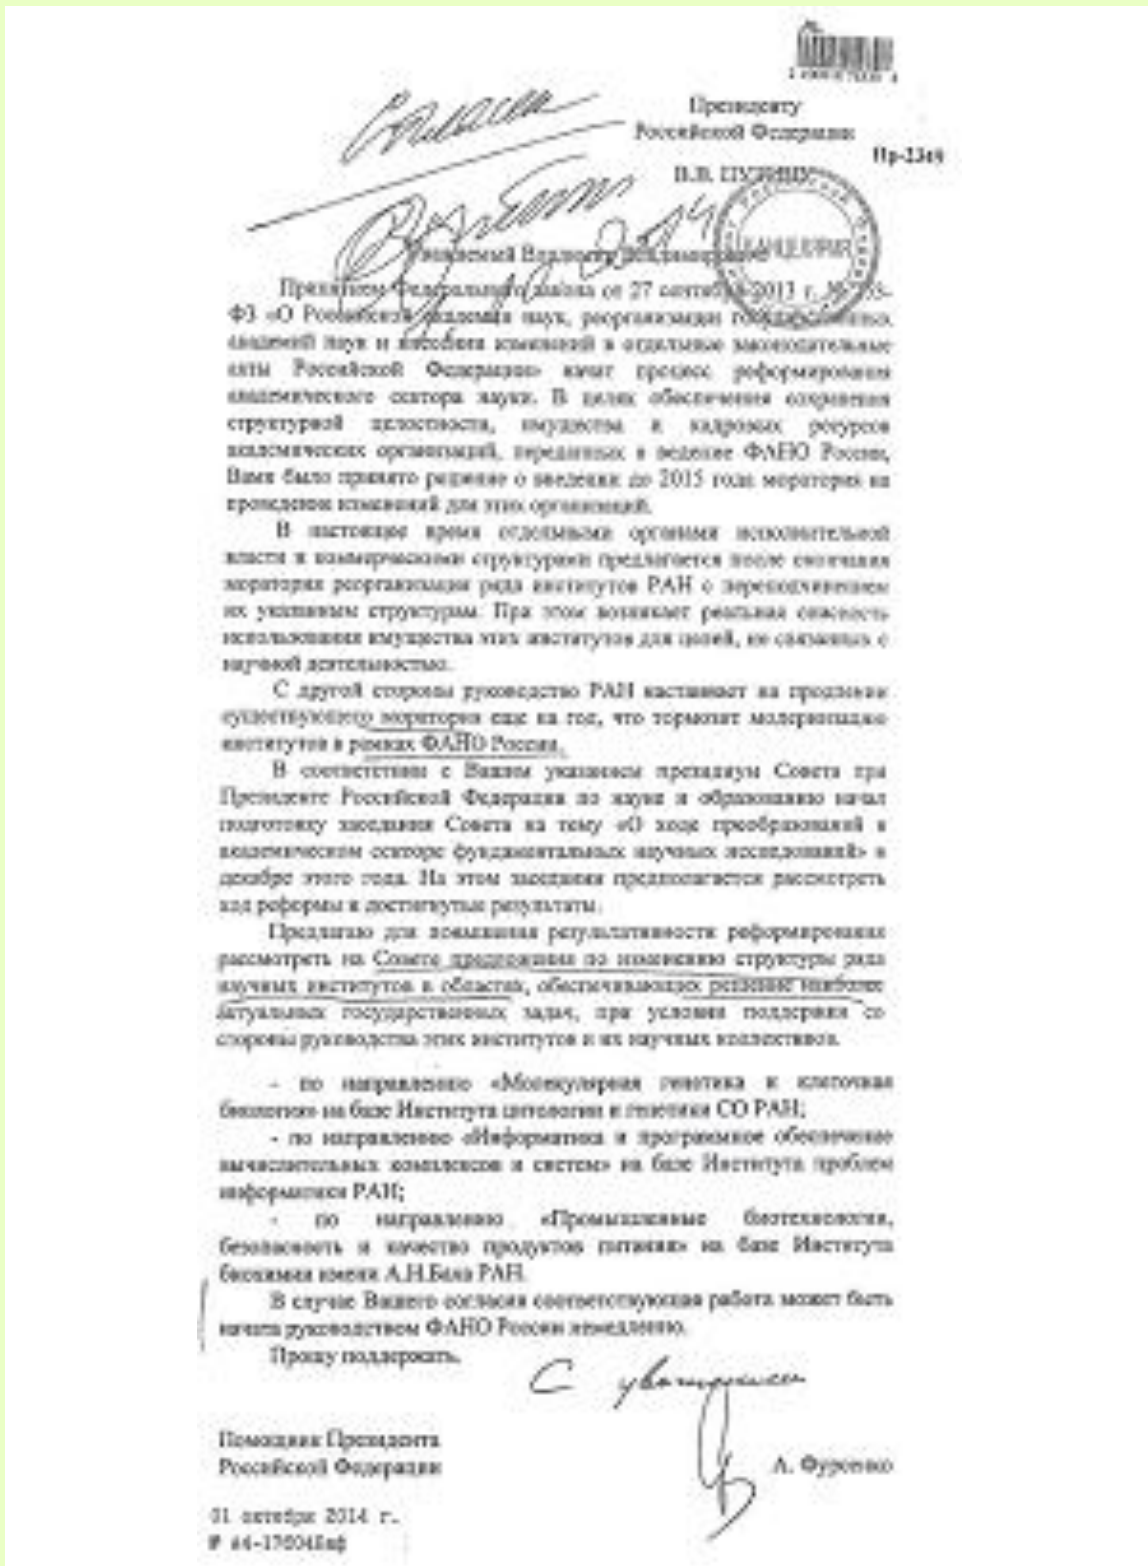 Президенту
Российской Федерации
В.В. ПУТИНУ
КАНЦЕЛЯРИЯ
Уважаемый Владимир Владимирович
Принятием Федерального закона от 27 сентября 2013 г. №
ФЗ «О Российской академии наук, реорганизации государственных
академий наук и внесении изменений в отдельные законодательные
акты Российской Федерации» начат процесс реформирования
академического сектора науки. В целях обеспечения сохранения
структурной целостности, имущества и кадровых ресурсов
академических организаций, переданных в ведение ФАНО России,
Вами было принято решение о введении до 2015 года моратория на
проведение изменений для этих организаций.
В настоящее время отдельными органами исполнительной
власти и коммерческими структурами предлагается после окончания
моратория реорганизация ряда институтов РАН с переподчинением
их указанным структурам. При этом возникает реальная опасность
использования имущества этих институтов для целей, не связанных с
научной деятельностью.
С другой стороны руководство РАН настаивает на продлении
существующего моратория еще на год, что тормозит модернизацию
институтов в рамках ФАНО России.
В соответствии с Вашим указанием президиум Совета при
Президенте Российской Федерации по науке и образованию начал
подготовку заседания Совета на тему «О ходе преобразований в
академическом секторе фундаментальных научных исследований» в
декабре этого года. На этом заседании предполагается рассмотреть
ход реформы и достигнутые результаты.
Предлагаю для повышения результативности реформирования
рассмотреть на Совете предложения по изменению структуры ряда
научных институтов в областях, обеспечивающих решение наиболее
актуальных государственных задач, при условии поддержки со
стороны руководства этих институтов и их научных коллективов.
- по направлению «Молекулярная генетика и клеточная
биология» на базе Института цитологии и генетики СО РАН;
- по направлению «Информатика и программное обеспечение
вычислительных комплексов и систем» на базе Института проблем
информатики РАН;
- по направлению «Промышленные биотехнологии,
безопасность и качество продуктов питания» на базе Института
биохимии имени А.Н.Баха РАН.
В случае Вашего согласия соответствующая работа может быть
начата руководством ФАНО России немедленно.
Прошу поддержать.
С уважением
Помощник Президента
Российской Федерации
А. Фурсенко
01 октября 2014 г.